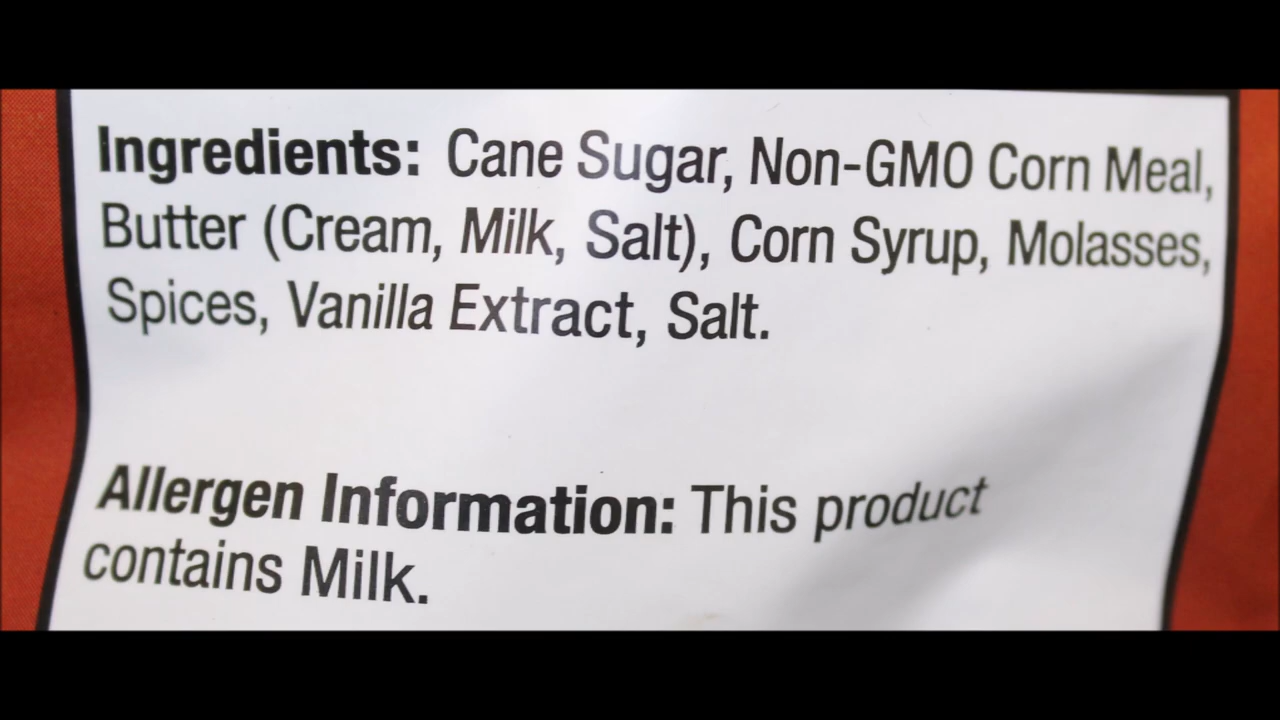 Ingredients: Cane Sugar, Non-GMO Corn Meal,
Butter (Cream, Milk, Salt), Corn Syrup, Molasses,
Spices, Vanilla Extract, Salt.
Allergen Information: This product
contains Milk.